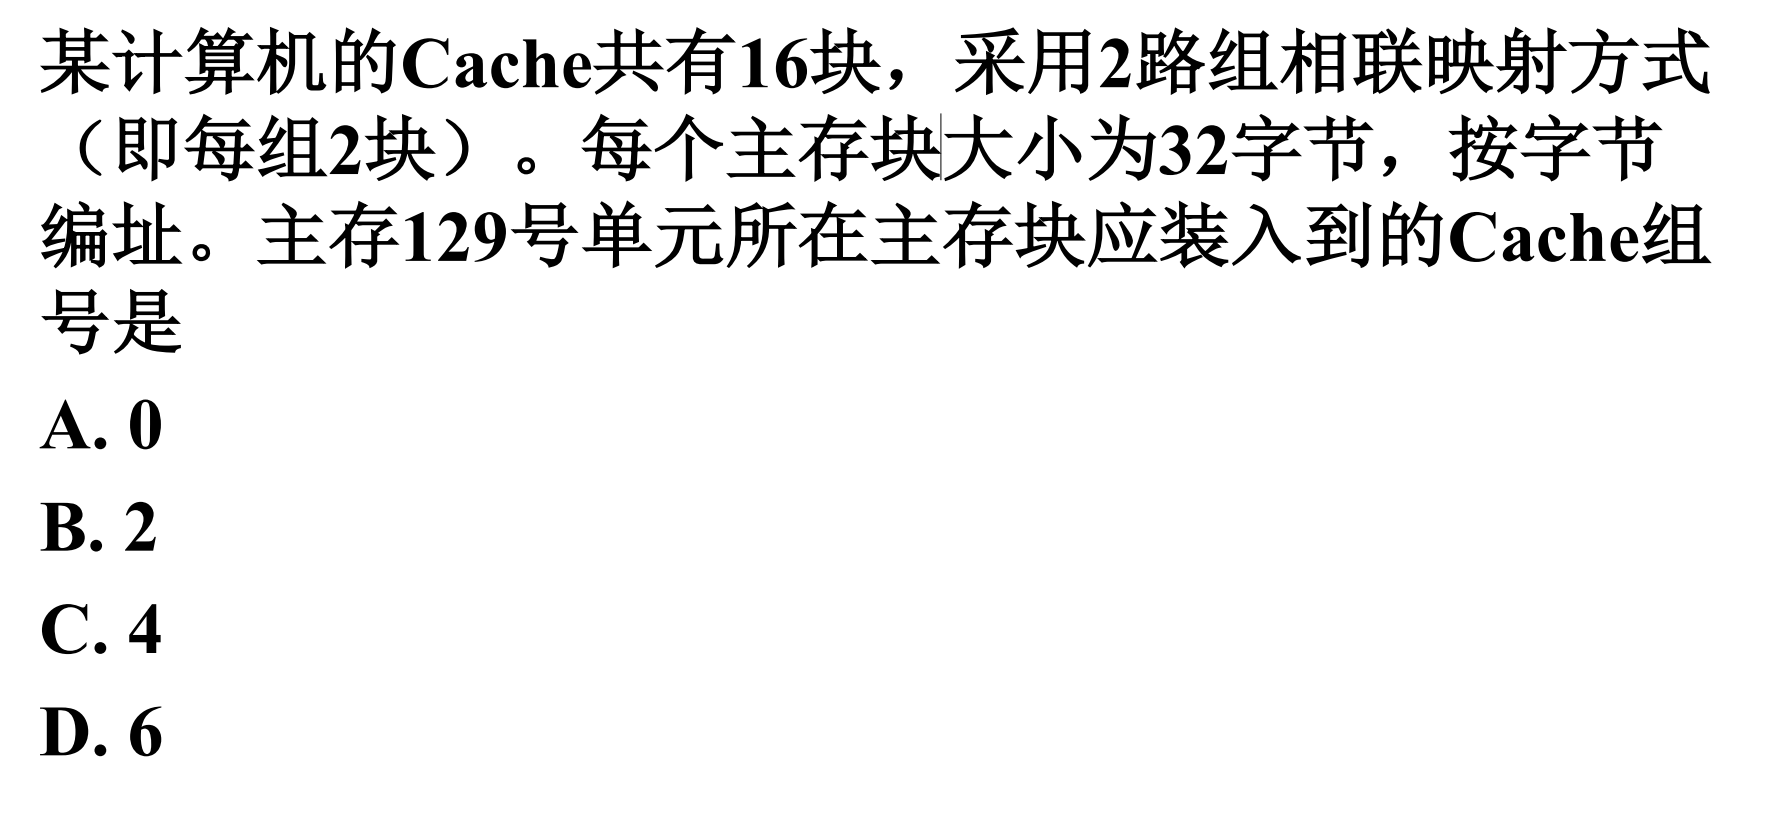 某计算机的Cache共有16块，采用2路组相联映射方式
（即每组2块）。每个主存块大小为32字节，按字节
编址。主存129号单元所在主存块应装入到的Cache组
号是
A. 0
B. 2
C. 4
D. 6